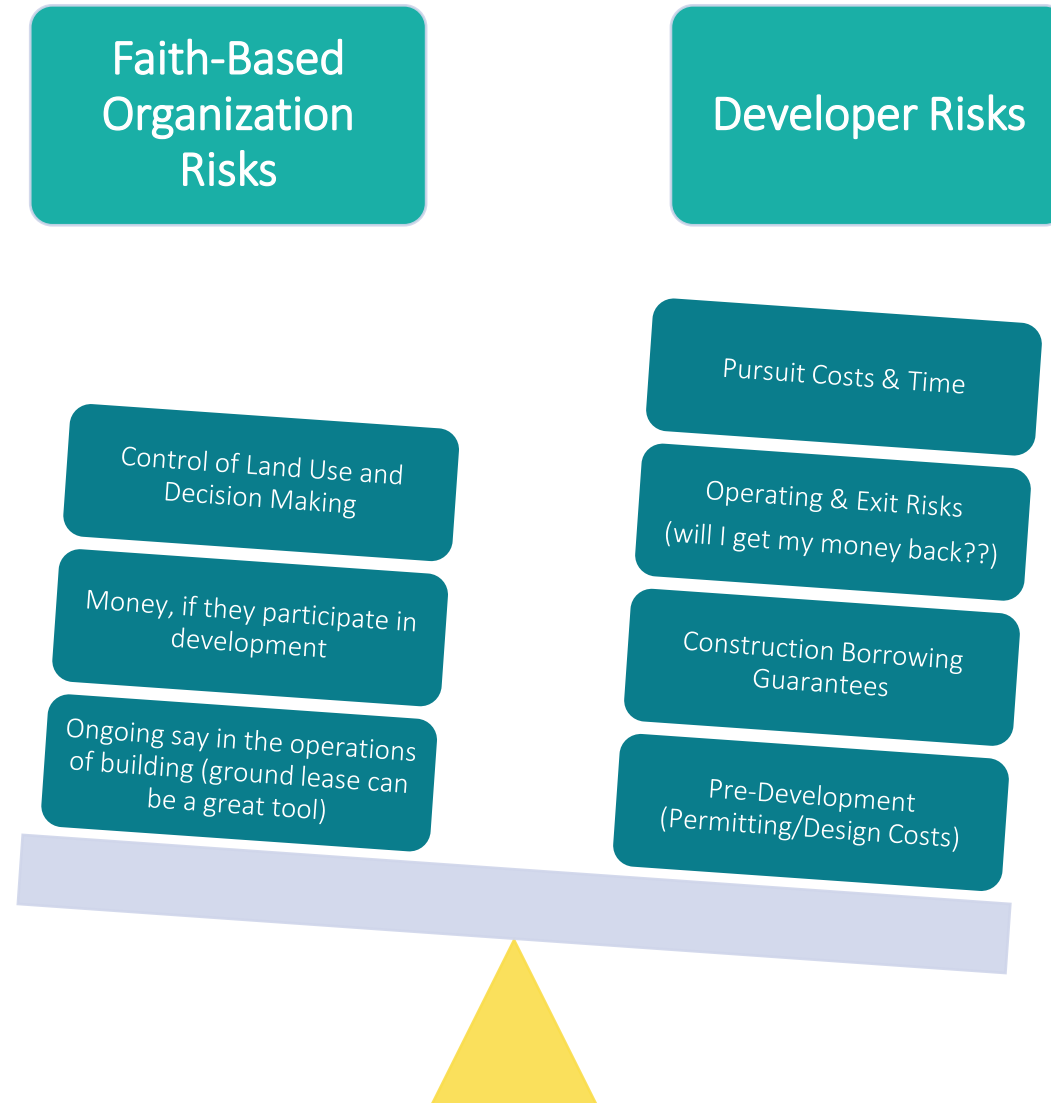 Faith-Based
Organization
Risks
Developer Risks
Control of Land Use and
Decision Making
Money, if they participate in
development
Ongoing say in the operations
of building (ground lease can
be a great tool)
Pursuit Costs & Time
Operating & Exit Risks
(will I get my money back??)
Construction Borrowing
Guarantees
Pre-Development
(Permitting/Design Costs)